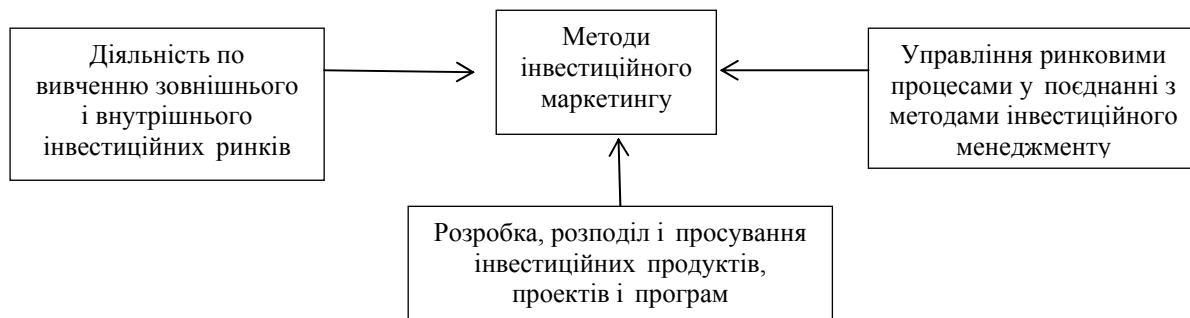 Діяльність по
вивченню зовнішнього
і внутрішнього
інвестиційних ринків
Методи
інвестиційного
маркетингу
Управління ринковими
процесами у поєднанні з
методами інвестиційного
менеджменту
Розробка, розподіл і просування
інвестиційних продуктів,
проектів і програм